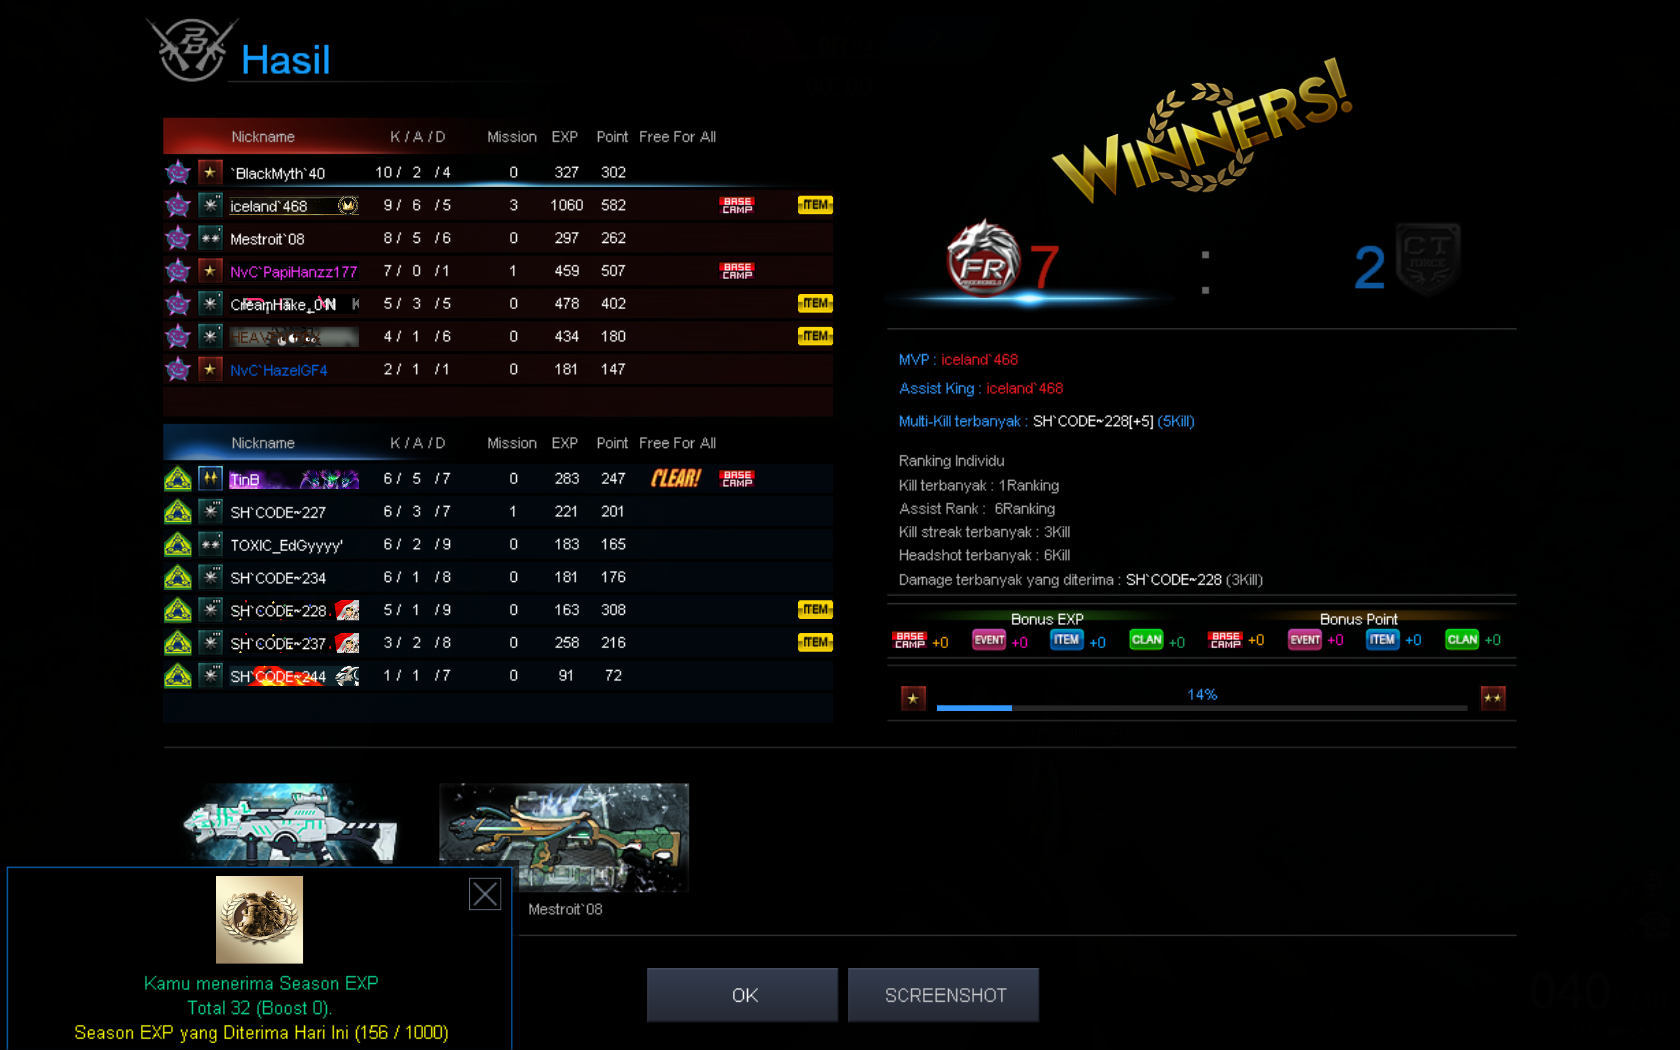 Hasil
Nickname K / A / D Mission EXP Point Free For All
`BlackMyth`40 10 / 2 / 4 0 327 302
iceland`468 9 / 6 / 5 3 1060 582 BASE CAMP ITEM
Mestroit`08 8 / 5 / 6 0 297 262
NvC`PapiHanzz177 7 / 0 / 1 1 459 507 BASE CAMP
5 / 3 / 5 0 478 402 ITEM
4 / 1 / 6 0 434 180 ITEM
NvC`HazelGF4 2 / 1 / 1 0 181 147
Nickname K / A / D Mission EXP Point Free For All
TinB 6 / 5 / 7 0 283 247 CLEAR! BASE CAMP
SH`CODE~227 6 / 3 / 7 1 221 201
TOXIC_EdGyyyy' 6 / 2 / 9 0 183 165
SH`CODE~234 6 / 1 / 8 0 181 176
SH`CODE~228 5 / 1 / 9 0 163 308 ITEM
SH`CODE~237 3 / 2 / 8 0 258 216 ITEM
SH`CODE~244 1 / 1 / 7 0 91 72
WINNERS!
FR 7 : 2 CT FORCE
MVP : iceland`468
Assist King : iceland`468
Multi-Kill terbanyak : SH`CODE~228[+5] (5Kill)
Ranking Individu
Kill terbanyak : 1Ranking
Assist Rank : 6Ranking
Kill streak terbanyak : 3Kill
Headshot terbanyak : 6Kill
Damage terbanyak yang diterima : SH`CODE~228 (3Kill)
Bonus EXP Bonus Point
BASE CAMP +0 EVENT +0 ITEM +0 CLAN +0 BASE CAMP +0 EVENT +0 ITEM +0 CLAN +0
14%
Mestroit`08
Kamu menerima Season EXP
Total 32 (Boost 0).
Season EXP yang Diterima Hari Ini (156 / 1000)
OK SCREENSHOT